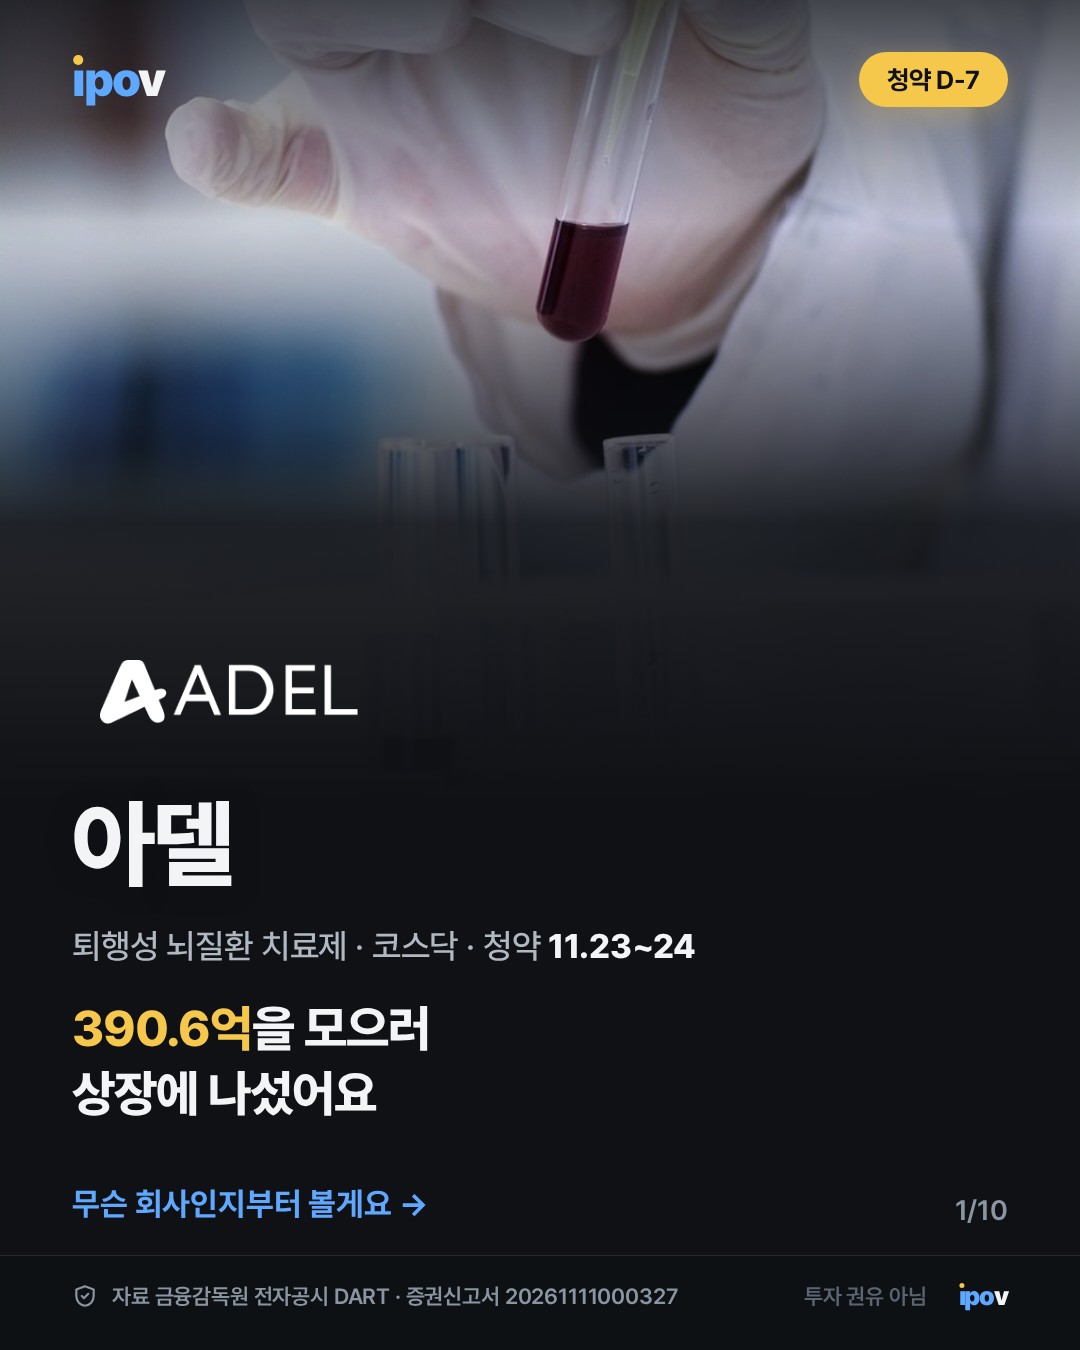 ipov
청약 D-7
ADEL
아델
퇴행성 뇌질환 치료제 · 코스닥 · 청약 11.23~24
390.6억을 모으러
상장에 나섰어요
무슨 회사인지부터 볼게요 →
1/10
자료 금융감독원 전자공시 DART · 증권신고서 20261111000327
투자 권유 아님
ipov